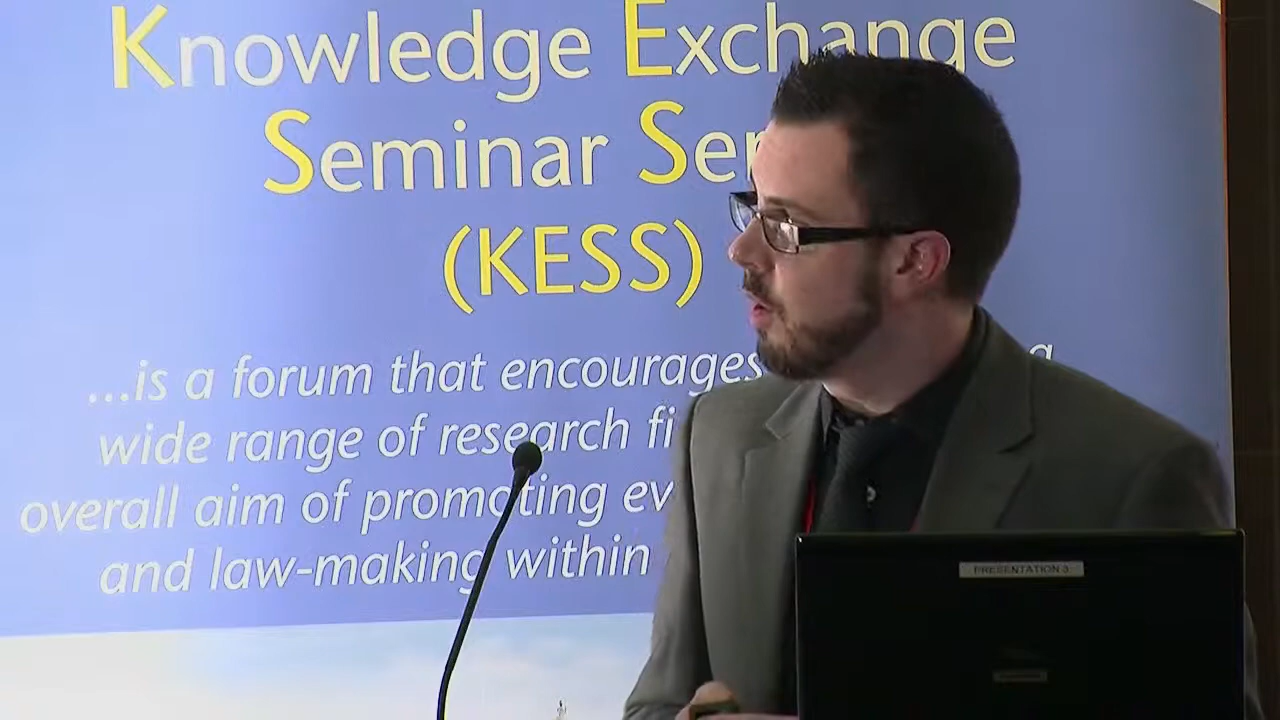 Knowledge Exchange
Seminar Ser
(KESS)
...is a forum that encourages
wide range of research fi
overall aim of promoting ev
and law-making within
PRESENTATION 3